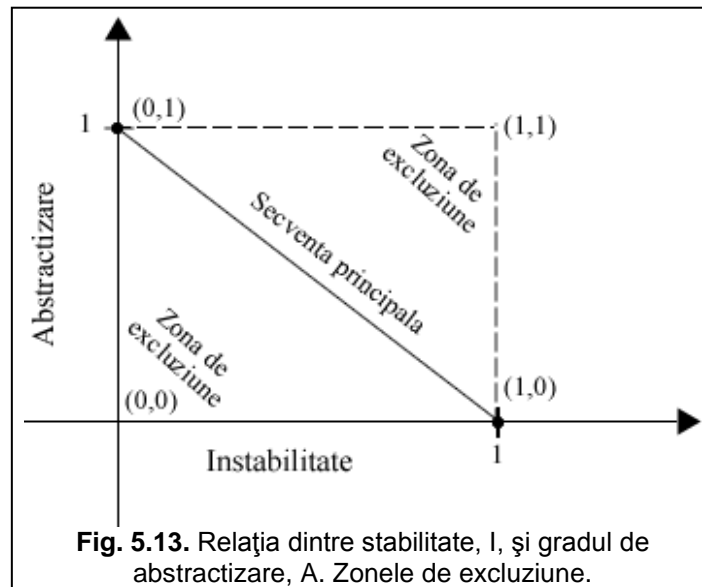 (0,1)
1
(1,1)
Zona de
excluziune
Secventa principala
Abstractizare
Zona de
excluziune
(0,0)
(1,0)
Instabilitate
1
Fig. 5.13. Relaţia dintre stabilitate, I, şi gradul de
abstractizare, A. Zonele de excluziune.